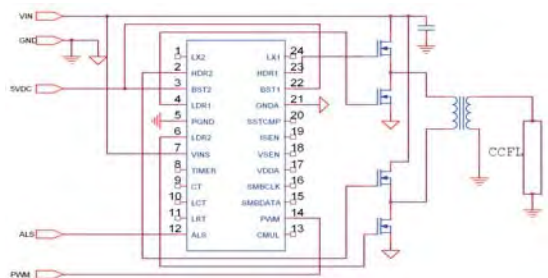 VIN
GND
5VDC
ALS
PWM
1 LX2
2 HDR2
3 BST2
4 LDR1
5 PGND
6 LDR2
7 VINS
8 TIMER
9 CT
10 LCT
11 LRT
12 ALS
LX1 24
HDR1 23
BST1 22
GNDA 21
SSTCMP 20
ISEN 19
VSEN 18
VDDA 17
SMBCLK 16
SMBDATA 15
PWM 14
CMUL 13
CCFL